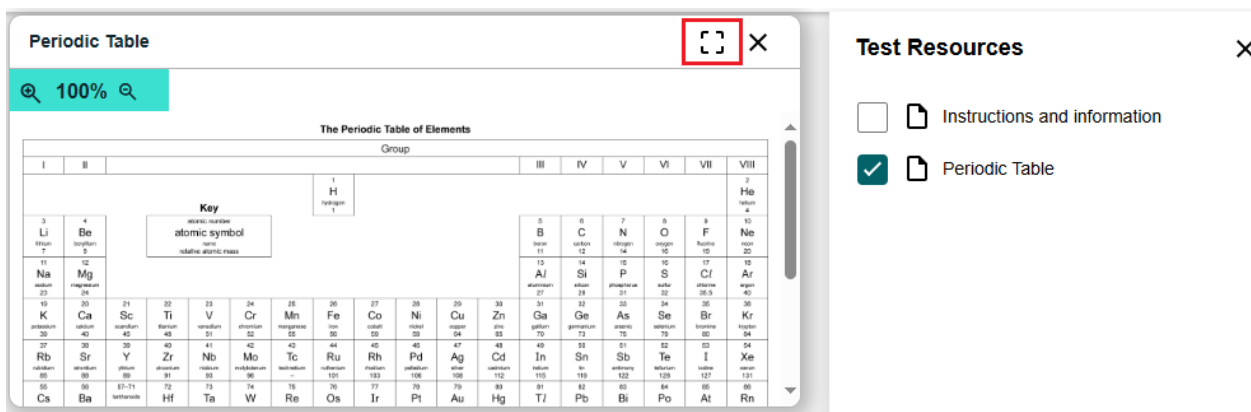 Periodic Table
100%
The Periodic Table of Elements
Group
I II III IV V VI VII VIII
1 2
H He
hydrogen helium
1 4
Key
3 4 atomic number 5 6 7 8 9 10
Li Be atomic symbol B C N O F Ne
lithium beryllium name boron carbon nitrogen oxygen fluorine neon
7 9 relative atomic mass 11 12 14 16 19 20
11 12 13 14 15 16 17 18
Na Mg Al Si P S Cl Ar
sodium magnesium aluminium silicon phosphorus sulfur chlorine argon
23 24 27 28 31 32 35.5 40
19 20 21 22 23 24 25 26 27 28 29 30 31 32 33 34 35 36
K Ca Sc Ti V Cr Mn Fe Co Ni Cu Zn Ga Ge As Se Br Kr
potassium calcium scandium titanium vanadium chromium manganese iron cobalt nickel copper zinc gallium germanium arsenic selenium bromine krypton
39 40 45 48 51 52 55 56 59 59 64 65 70 73 75 79 80 84
37 38 39 40 41 42 43 44 45 46 47 48 49 50 51 52 53 54
Rb Sr Y Zr Nb Mo Tc Ru Rh Pd Ag Cd In Sn Sb Te I Xe
rubidium strontium yttrium zirconium niobium molybdenum technetium ruthenium rhodium palladium silver cadmium indium tin antimony tellurium iodine xenon
85 88 89 91 93 96 – 101 103 106 108 112 115 119 122 128 127 131
55 56 57–71 72 73 74 75 76 77 78 79 80 81 82 83 84 85 86
Cs Ba lanthanoids Hf Ta W Re Os Ir Pt Au Hg Tl Pb Bi Po At Rn
Test Resources
Instructions and information
Periodic Table